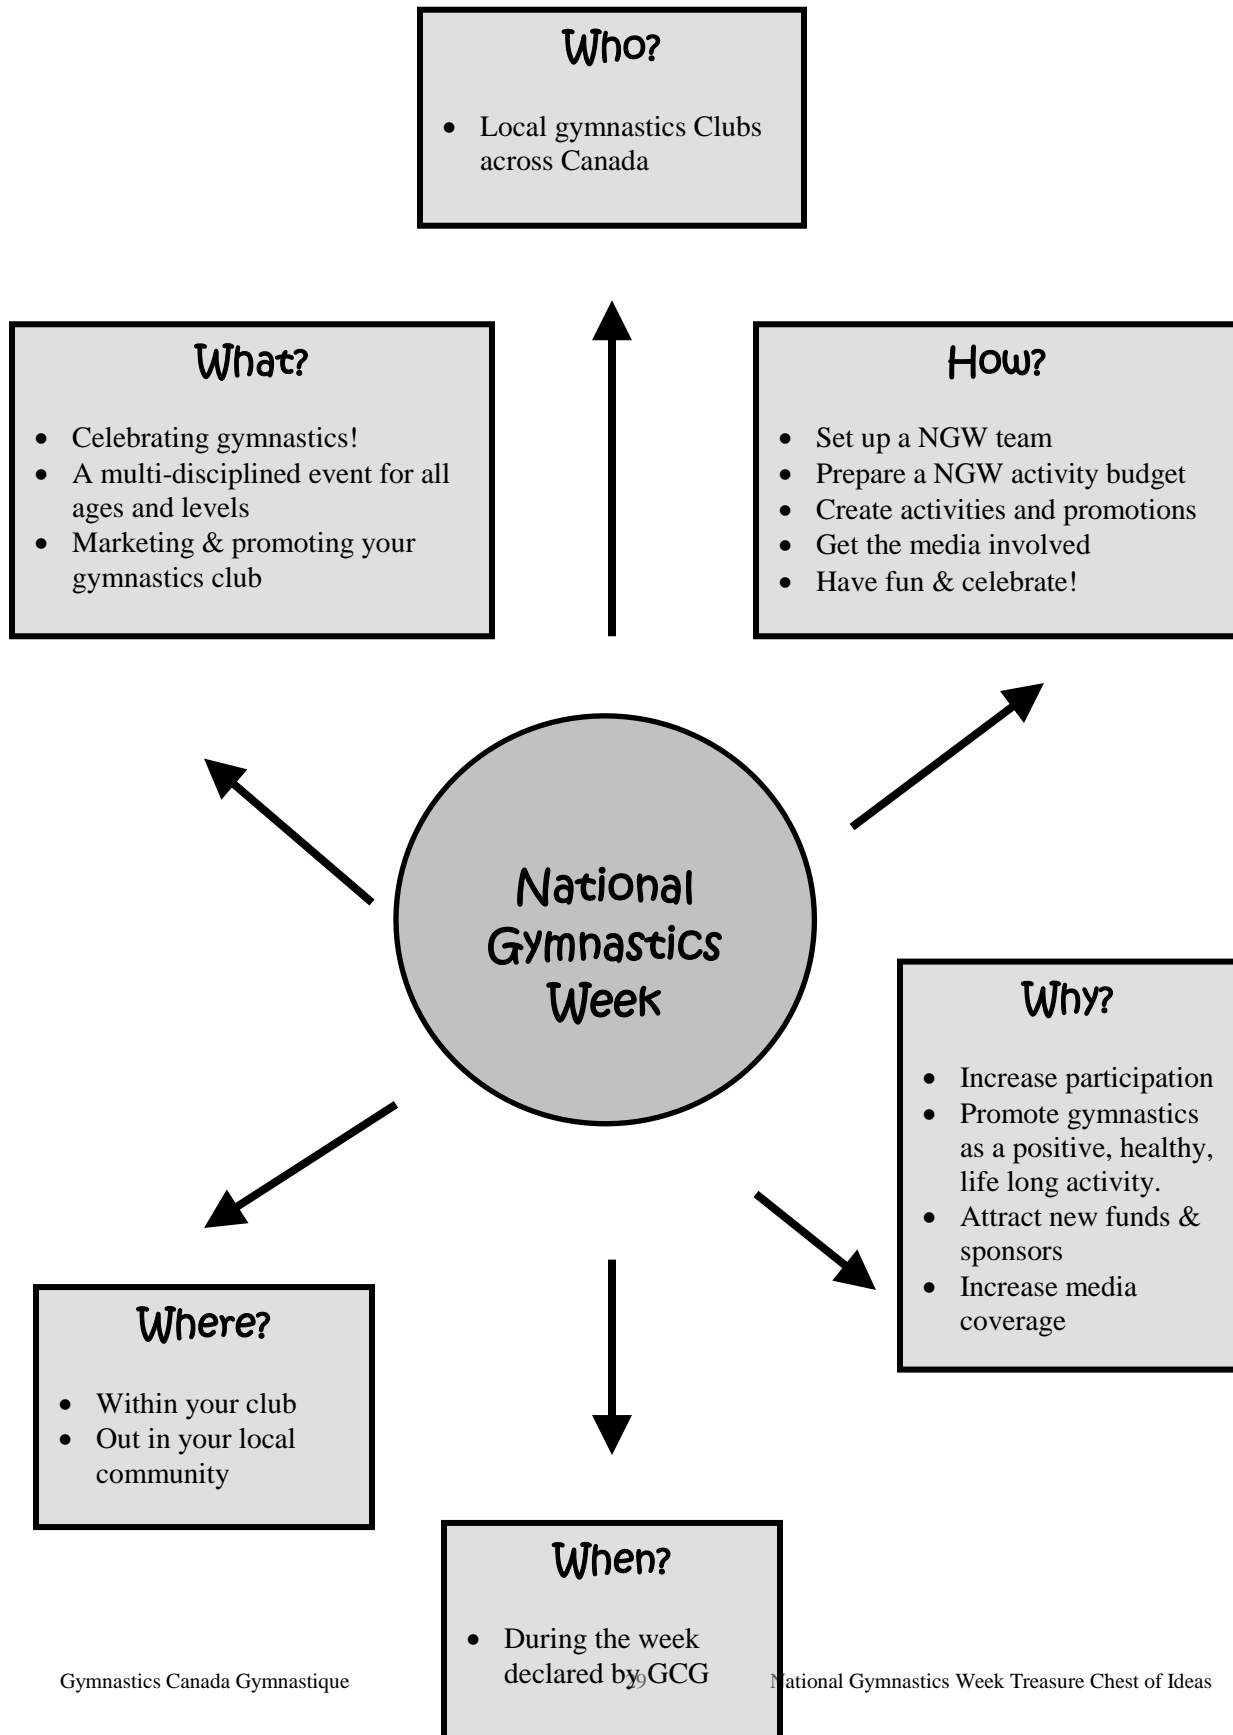 Who?
• Local gymnastics Clubs
across Canada
What?
• Celebrating gymnastics!
• A multi-disciplined event for all
ages and levels
• Marketing & promoting your
gymnastics club
How?
• Set up a NGW team
• Prepare a NGW activity budget
• Create activities and promotions
• Get the media involved
• Have fun & celebrate!
National
Gymnastics
Week
Why?
• Increase participation
• Promote gymnastics
as a positive, healthy,
life long activity.
• Attract new funds &
sponsors
• Increase media
coverage
Where?
• Within your club
• Out in your local
community
When?
• During the week
declared by GCG
Gymnastics Canada Gymnastique
29
National Gymnastics Week Treasure Chest of Ideas